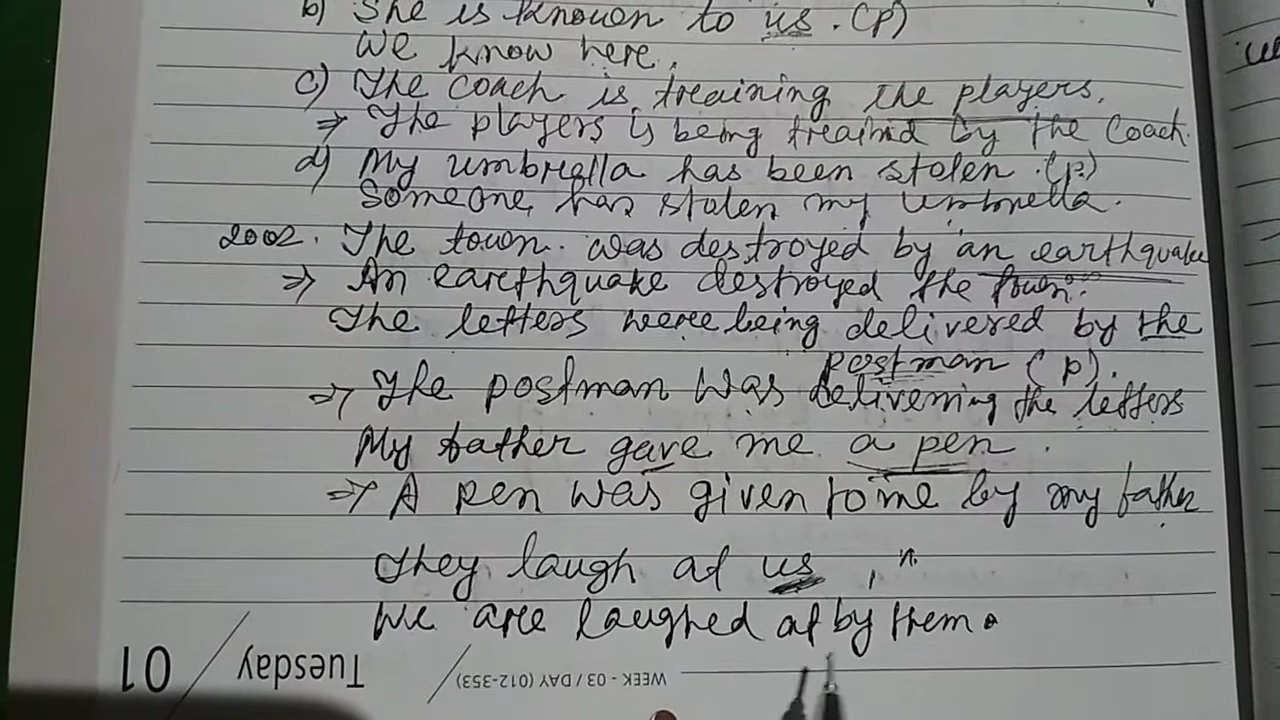 b) She is known to us. (p)
We know here.
c) The coach is training the players.
⇒ The players is being trained by the coach.
d) My umbrella has been stolen. (p)
Someone has stolen my umbrella.
2002. The town. was destroyed by an earthquake
⇒ An earthquake destroyed the town.
The letters were being delivered by the
postman (p).
⇒ The postman was delivering the letters
My father gave me a pen.
⇒ A pen was given to me by my father
They laugh at us,
We are laughed at by them.
01 / Tuesday / WEEK - 03 / DAY (012-353)